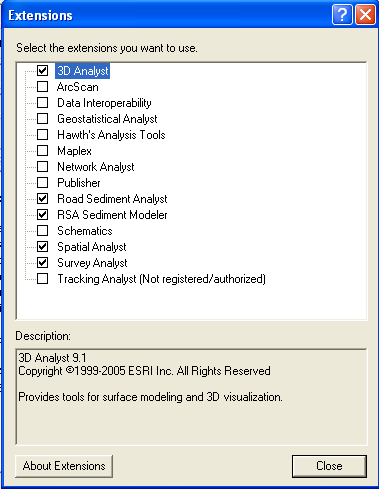 Extensions
Select the extensions you want to use.
3D Analyst
ArcScan
Data Interoperability
Geostatistical Analyst
Hawth's Analysis Tools
Maplex
Network Analyst
Publisher
Road Sediment Analyst
RSA Sediment Modeler
Schematics
Spatial Analyst
Survey Analyst
Tracking Analyst (Not registered/authorized)
Description:
3D Analyst 9.1
Copyright ©1999-2005 ESRI Inc. All Rights Reserved
Provides tools for surface modeling and 3D visualization.
About Extensions Close